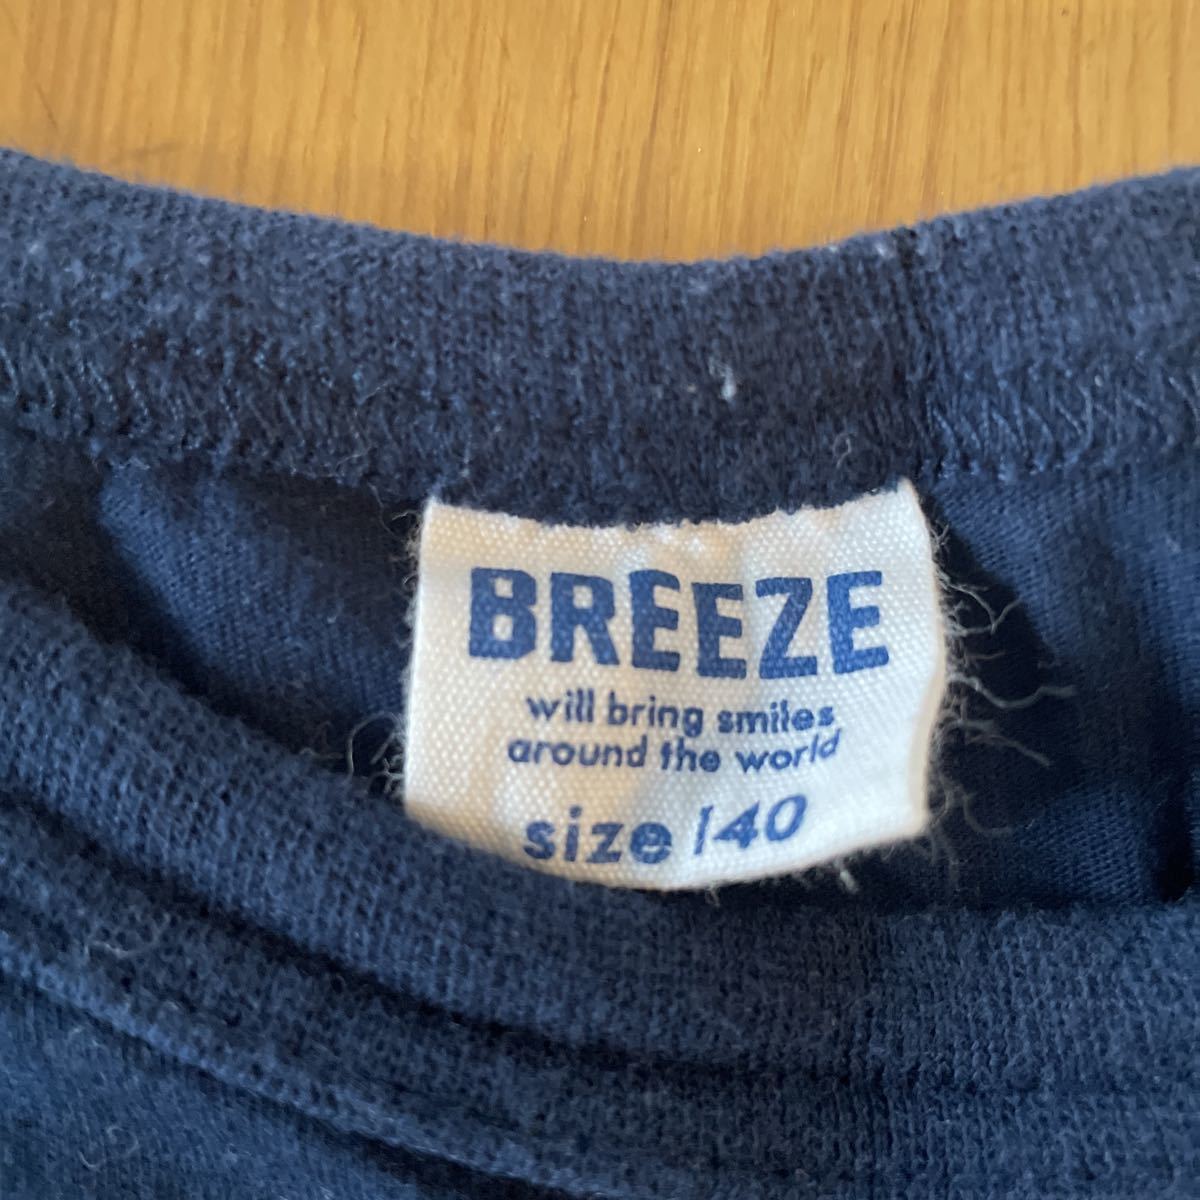 BREEZE
will bring smiles
around the world
size 140